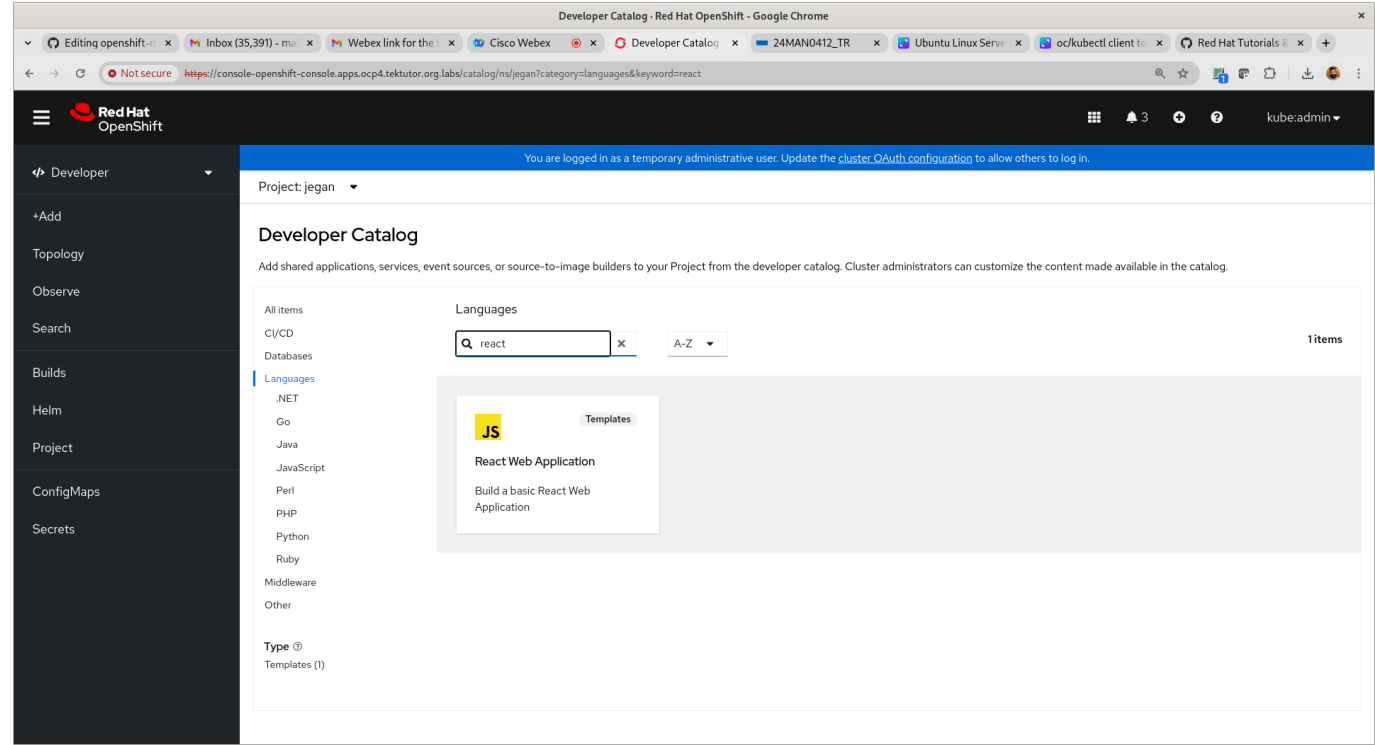 Developer Catalog · Red Hat OpenShift - Google Chrome
Editing openshift-n
Inbox (35,391) - ma
Webex link for the t
Cisco Webex
Developer Catalog
24MAN0412_TR
Ubuntu Linux Serve
oc/kubectl client to
Red Hat Tutorials &
Not secure https://console-openshift-console.apps.ocp4.tektutor.org.labs/catalog/ns/jegan?category=languages&keyword=react
1
Red Hat
OpenShift
3
kube:admin
You are logged in as a temporary administrative user. Update the cluster OAuth configuration to allow others to log in.
</> Developer
+Add
Topology
Observe
Search
Builds
Helm
Project
ConfigMaps
Secrets
Project: jegan
Developer Catalog
Add shared applications, services, event sources, or source-to-image builders to your Project from the developer catalog. Cluster administrators can customize the content made available in the catalog.
All items
CI/CD
Databases
Languages
.NET
Go
Java
JavaScript
Perl
PHP
Python
Ruby
Middleware
Other
Type
Templates (1)
Languages
react
A-Z
1 items
JS
Templates
React Web Application
Build a basic React Web
Application